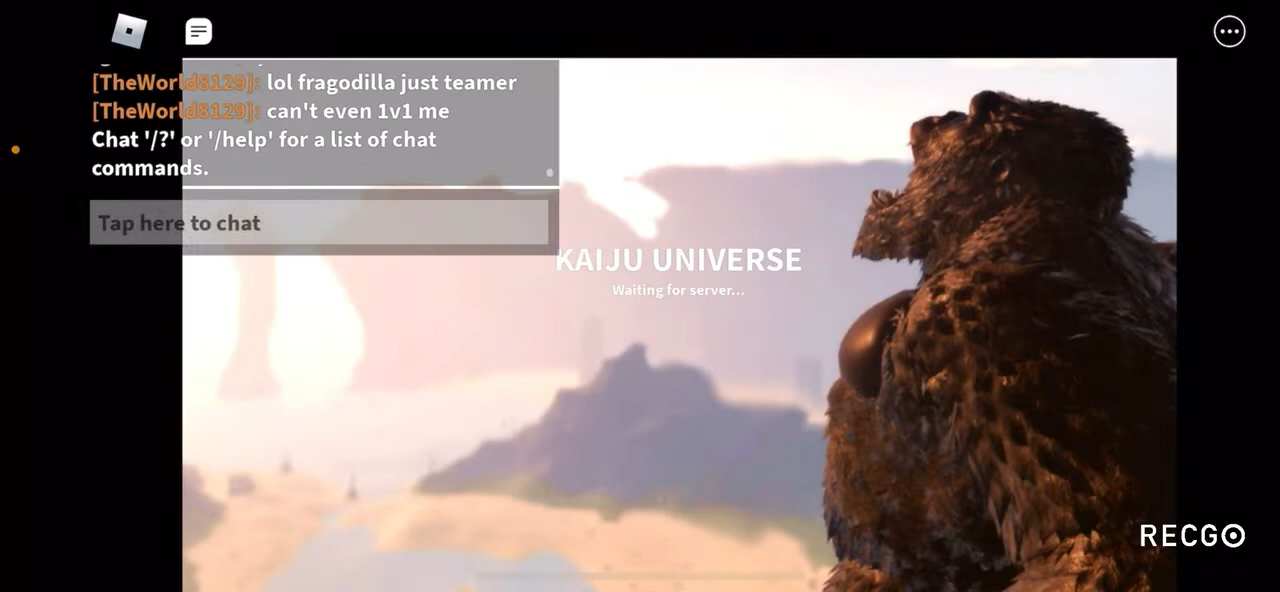 [TheWorld8129]: lol fragodilla just teamer
[TheWorld8129]: can't even 1v1 me
Chat '/?' or '/help' for a list of chat
commands.
Tap here to chat
KAIJU UNIVERSE
Waiting for server...
RECGO